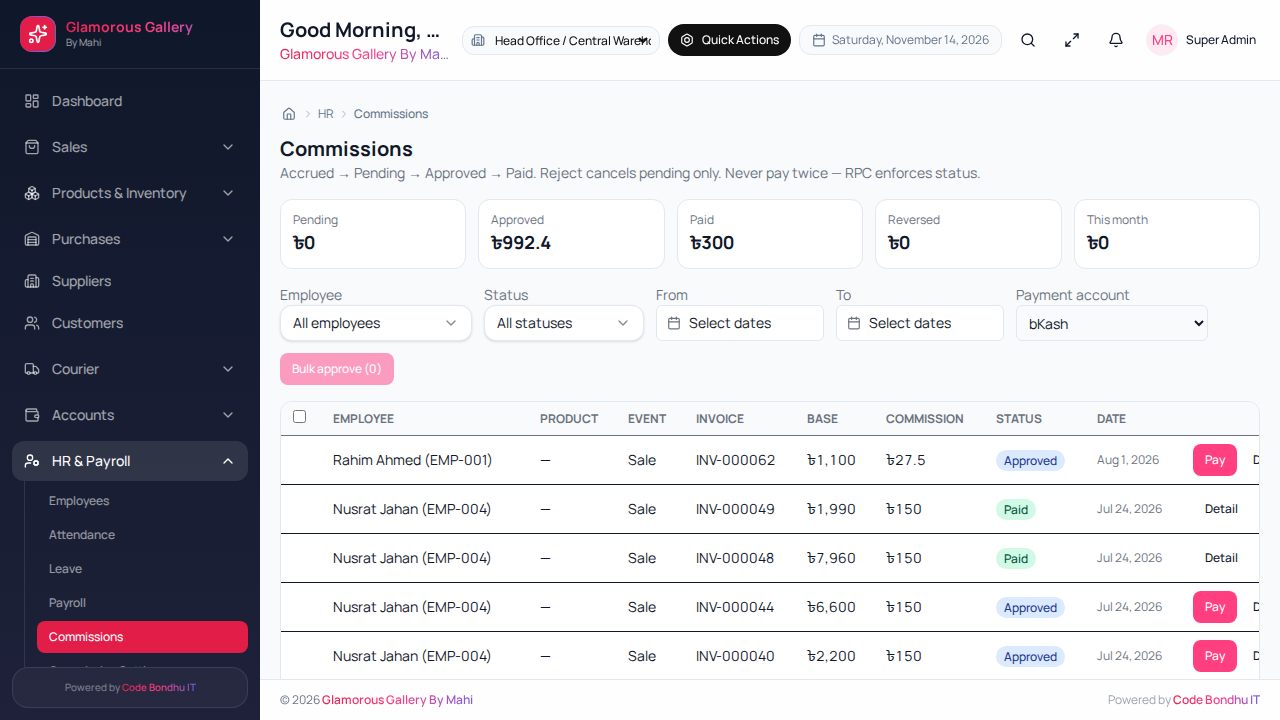 Glamorous Gallery
By Mahi
Dashboard
Sales
Products & Inventory
Purchases
Suppliers
Customers
Courier
Accounts
HR & Payroll
Employees
Attendance
Leave
Payroll
Commissions
Powered by Code Bondhu IT
Good Morning, ...
Glamorous Gallery By Ma...
Head Office / Central Wareho
Quick Actions
Saturday, November 14, 2026
MR
Super Admin
HR
Commissions
Commissions
Accrued → Pending → Approved → Paid. Reject cancels pending only. Never pay twice — RPC enforces status.
Pending
৳0
Approved
৳992.4
Paid
৳300
Reversed
৳0
This month
৳0
Employee
All employees
Status
All statuses
From
Select dates
To
Select dates
Payment account
bKash
Bulk approve (0)
EMPLOYEE PRODUCT EVENT INVOICE BASE COMMISSION STATUS DATE
Rahim Ahmed (EMP-001) — Sale INV-000062 ৳1,100 ৳27.5 Approved Aug 1, 2026 Pay D
Nusrat Jahan (EMP-004) — Sale INV-000049 ৳1,990 ৳150 Paid Jul 24, 2026 Detail
Nusrat Jahan (EMP-004) — Sale INV-000048 ৳7,960 ৳150 Paid Jul 24, 2026 Detail
Nusrat Jahan (EMP-004) — Sale INV-000044 ৳6,600 ৳150 Approved Jul 24, 2026 Pay D
Nusrat Jahan (EMP-004) — Sale INV-000040 ৳2,200 ৳150 Approved Jul 24, 2026 Pay D
© 2026 Glamorous Gallery By Mahi
Powered by Code Bondhu IT